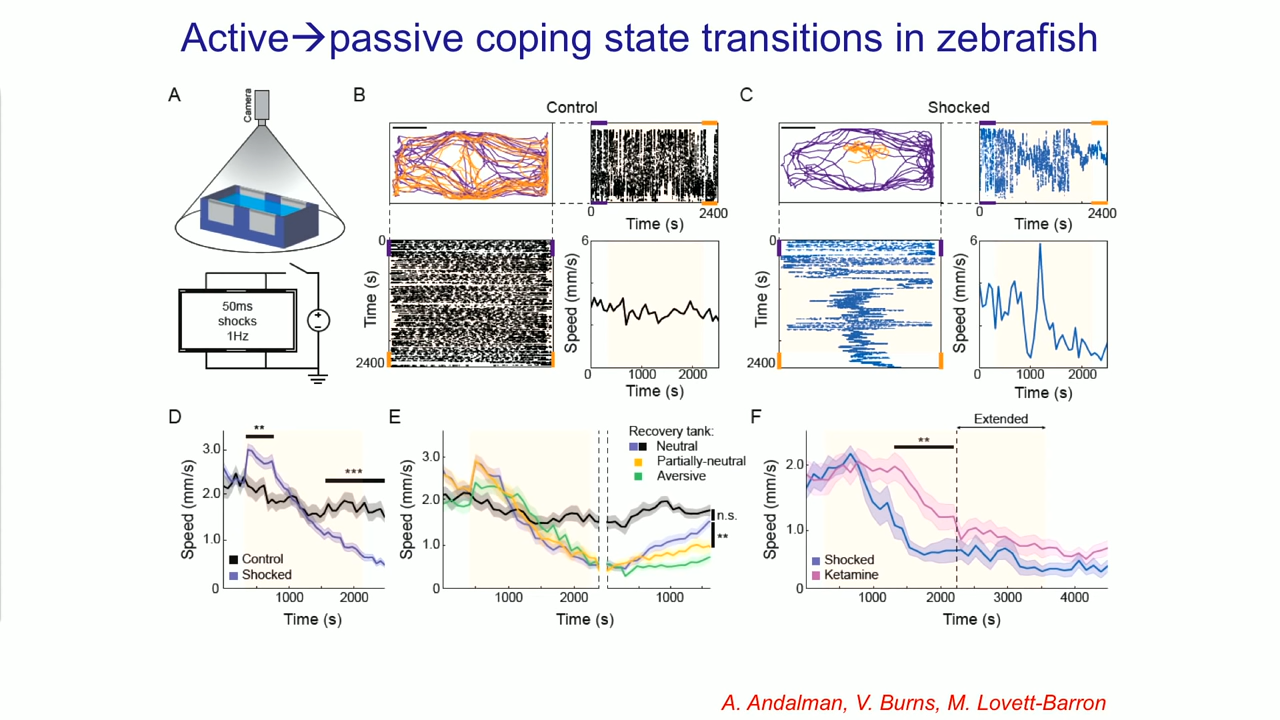 Active→passive coping state transitions in zebrafish
A
Camera
50ms
shocks
1Hz
B
Control
0
2400
Time (s)
0
2400
Time (s)
6
Speed (mm/s)
0
1000
2000
Time (s)
C
Shocked
0
2400
Time (s)
0
2400
Time (s)
6
Speed (mm/s)
0
1000
2000
Time (s)
D
**
***
3.0
2.0
1.0
0
Speed (mm/s)
Control
Shocked
1000
2000
Time (s)
E
Recovery tank:
Neutral
Partially-neutral
Aversive
3.0
2.0
1.0
0
Speed (mm/s)
n.s.
**
1000
2000
1000
Time (s)
F
Extended
**
2.0
1.0
0
Speed (mm/s)
Shocked
Ketamine
1000
2000
3000
4000
Time (s)
A. Andalman, V. Burns, M. Lovett-Barron